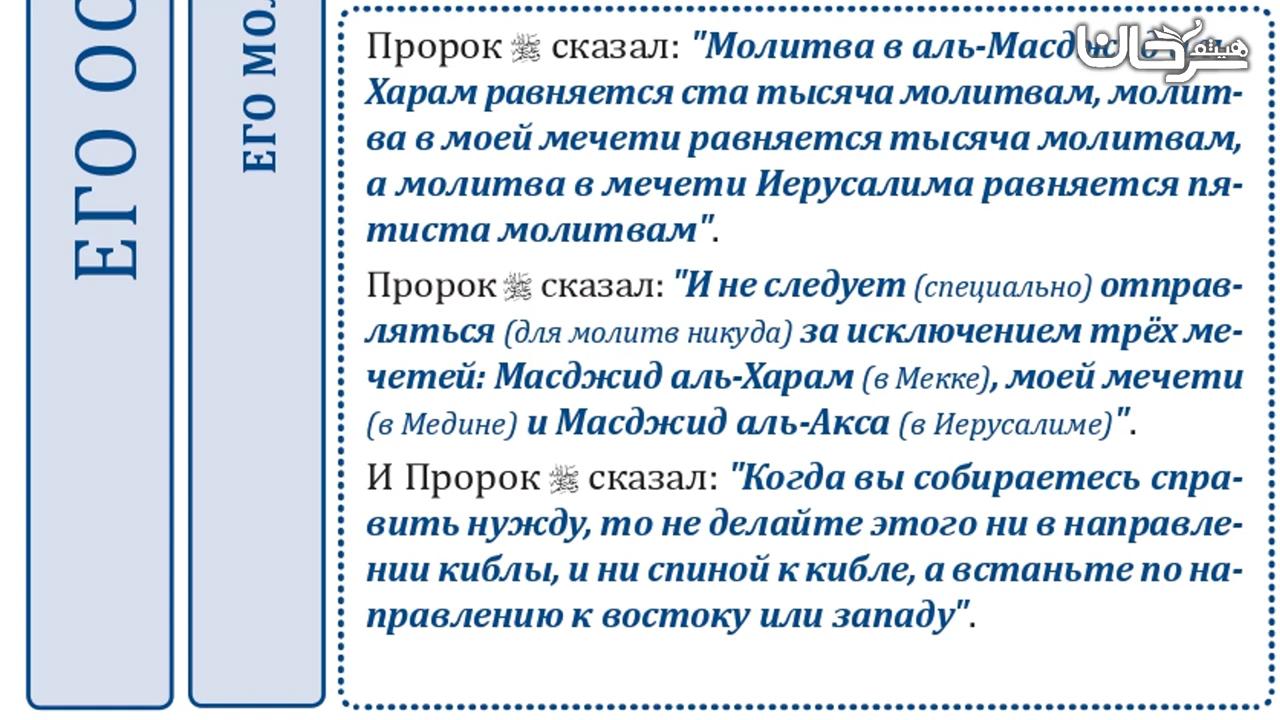 ЕГО ОС
ЕГО МОЛ
Пророк ﷺ сказал: "Молитва в аль-Масдж
Харам равняется ста тысяча молитвам, молит-
ва в моей мечети равняется тысяча молитвам,
а молитва в мечети Иерусалима равняется пя-
тиста молитвам".
Пророк ﷺ сказал: "И не следует (специально) отправ-
ляться (для молитв никуда) за исключением трёх ме-
четей: Масджид аль-Харам (в Мекке), моей мечети
(в Медине) и Масджид аль-Акса (в Иерусалиме)".
И Пророк ﷺ сказал: "Когда вы собираетесь спра-
вить нужду, то не делайте этого ни в направле-
нии киблы, и ни спиной к кибле, а встаньте по на-
правлению к востоку или западу".